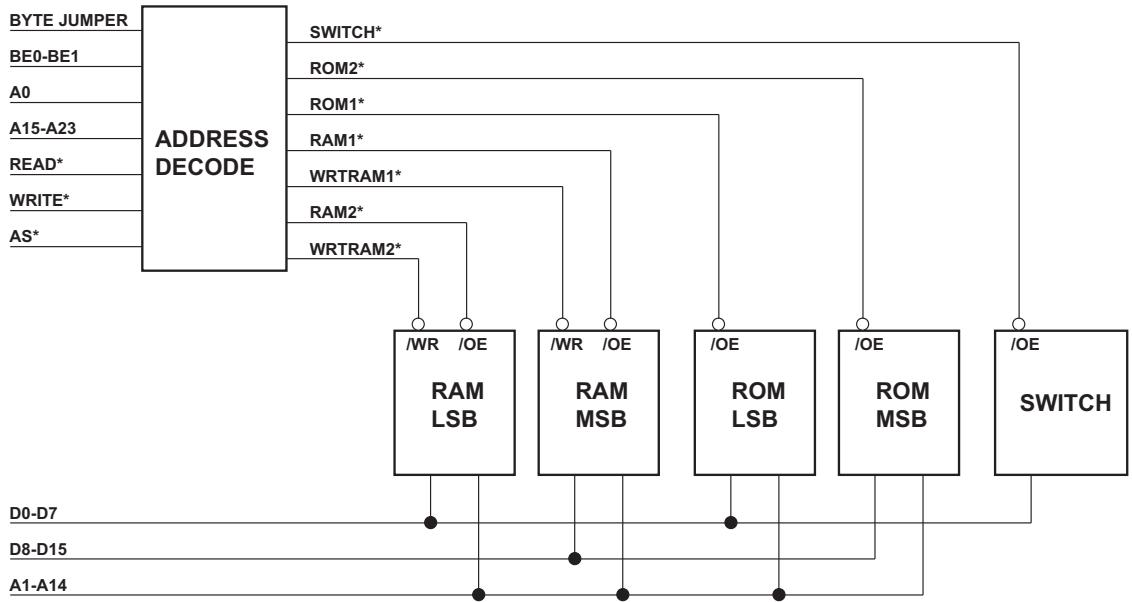 BYTE JUMPER
BE0-BE1
A0
A15-A23
READ*
WRITE*
AS*
ADDRESS
DECODE
SWITCH*
ROM2*
ROM1*
RAM1*
WRTRAM1*
RAM2*
WRTRAM2*
/WR /OE
RAM
LSB
/WR /OE
RAM
MSB
/OE
ROM
LSB
/OE
ROM
MSB
/OE
SWITCH
D0-D7
D8-D15
A1-A14